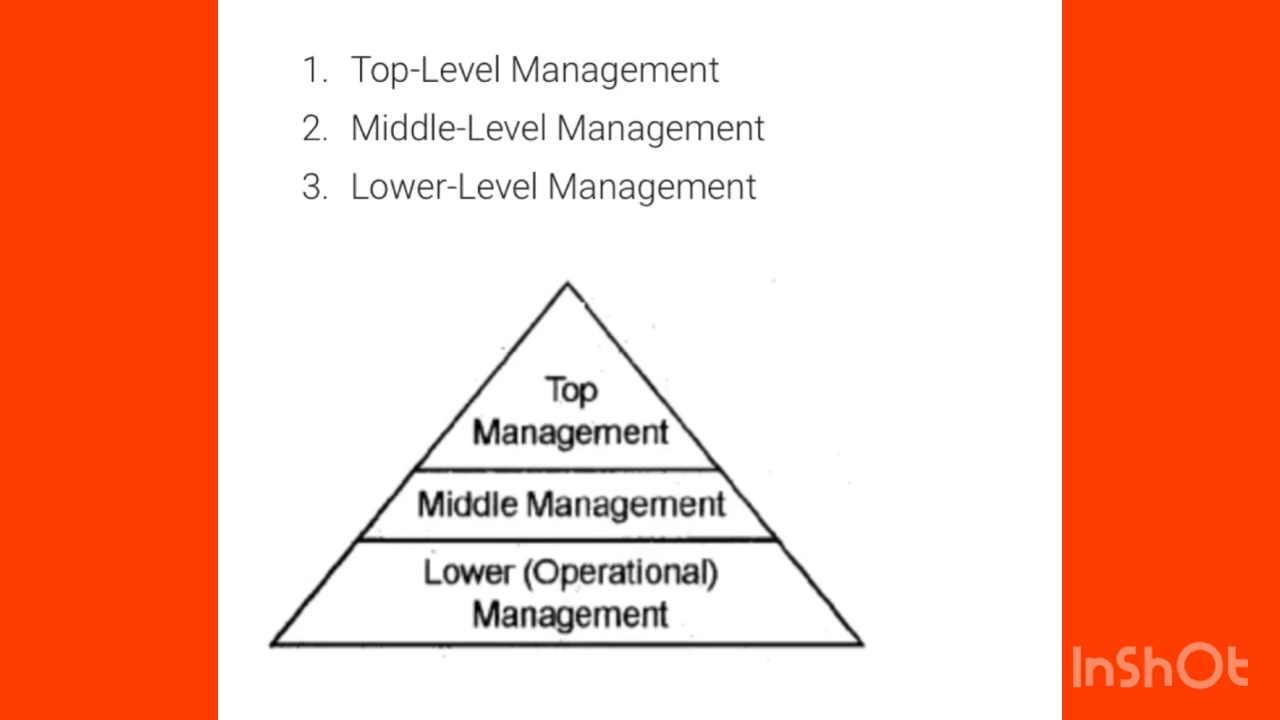 1. Top-Level Management
2. Middle-Level Management
3. Lower-Level Management
Top
Management
Middle Management
Lower (Operational)
Management
InShOt